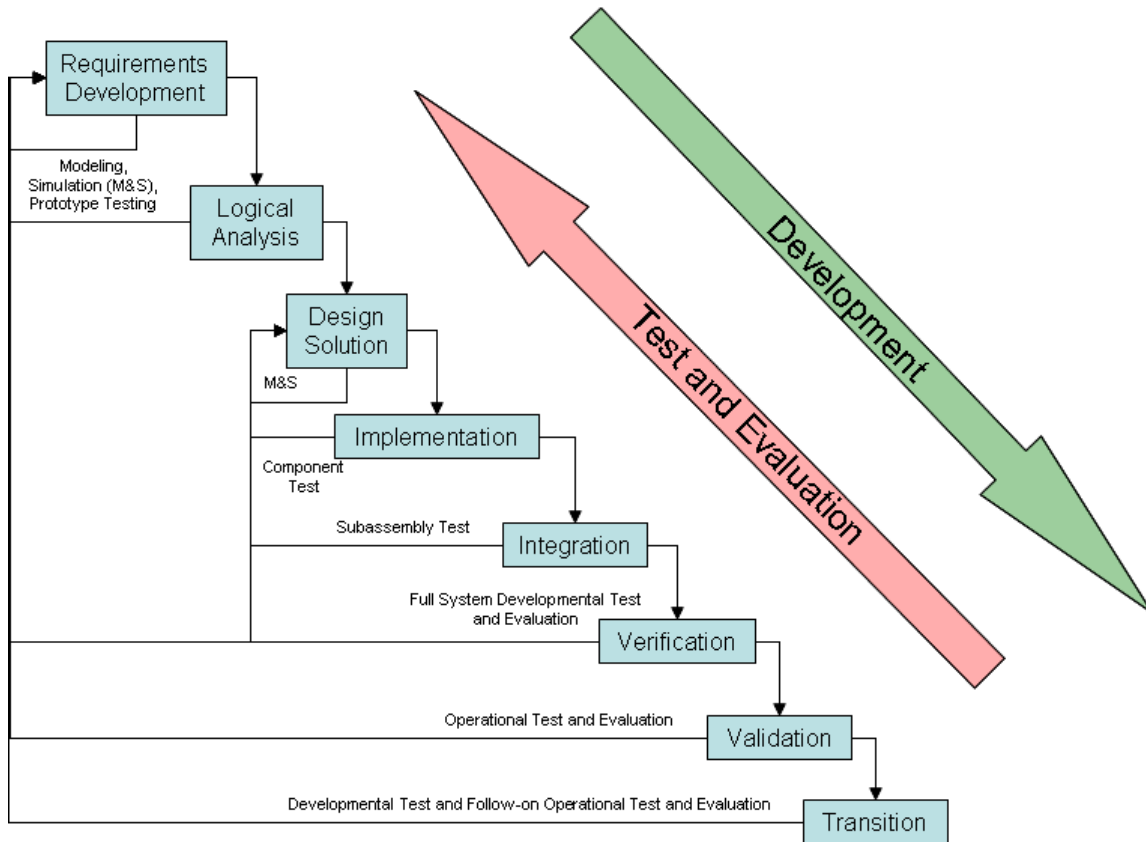 Requirements
Development
Modeling,
Simulation (M&S),
Prototype Testing
Logical
Analysis
Design
Solution
M&S
Implementation
Component
Test
Subassembly Test
Integration
Full System Developmental Test
and Evaluation
Verification
Operational Test and Evaluation
Validation
Developmental Test and Follow-on Operational Test and Evaluation
Transition
Test and Evaluation
Development